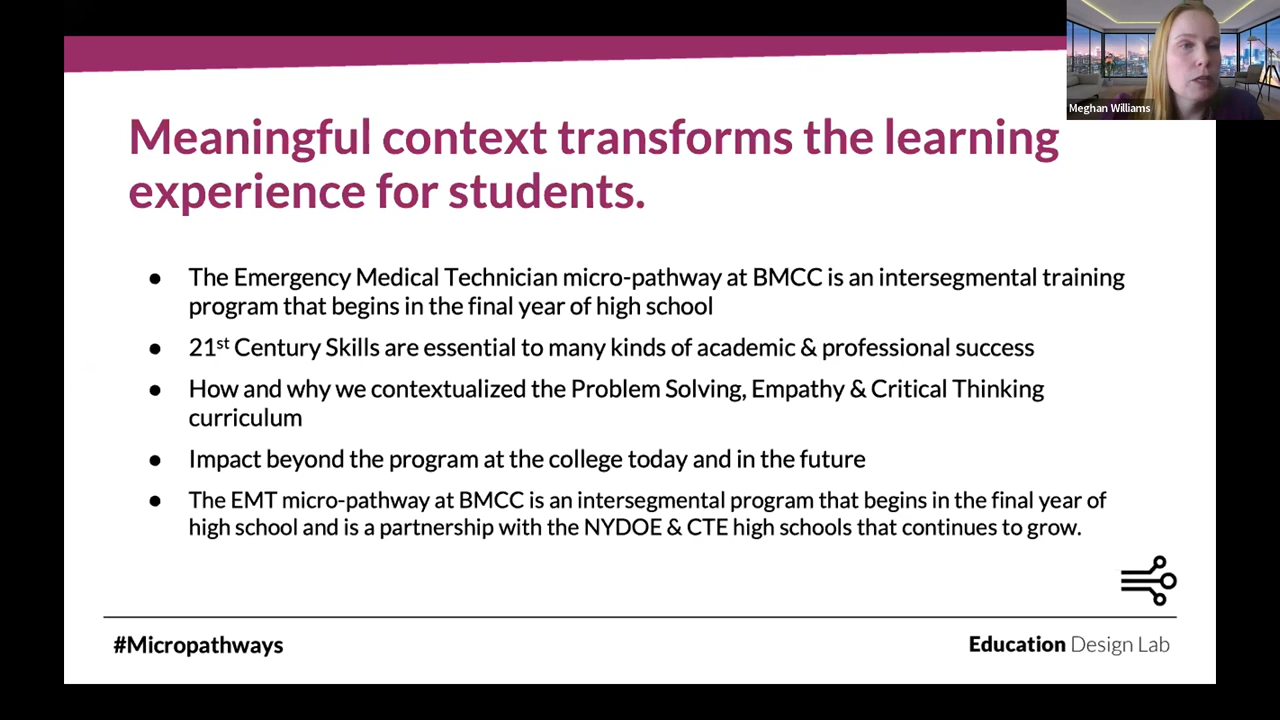 Meghan Williams
Meaningful context transforms the learning
experience for students.
● The Emergency Medical Technician micro-pathway at BMCC is an intersegmental training
program that begins in the final year of high school
● 21st Century Skills are essential to many kinds of academic & professional success
● How and why we contextualized the Problem Solving, Empathy & Critical Thinking
curriculum
● Impact beyond the program at the college today and in the future
● The EMT micro-pathway at BMCC is an intersegmental program that begins in the final year of
high school and is a partnership with the NYDOE & CTE high schools that continues to grow.
#Micropathways
Education Design Lab